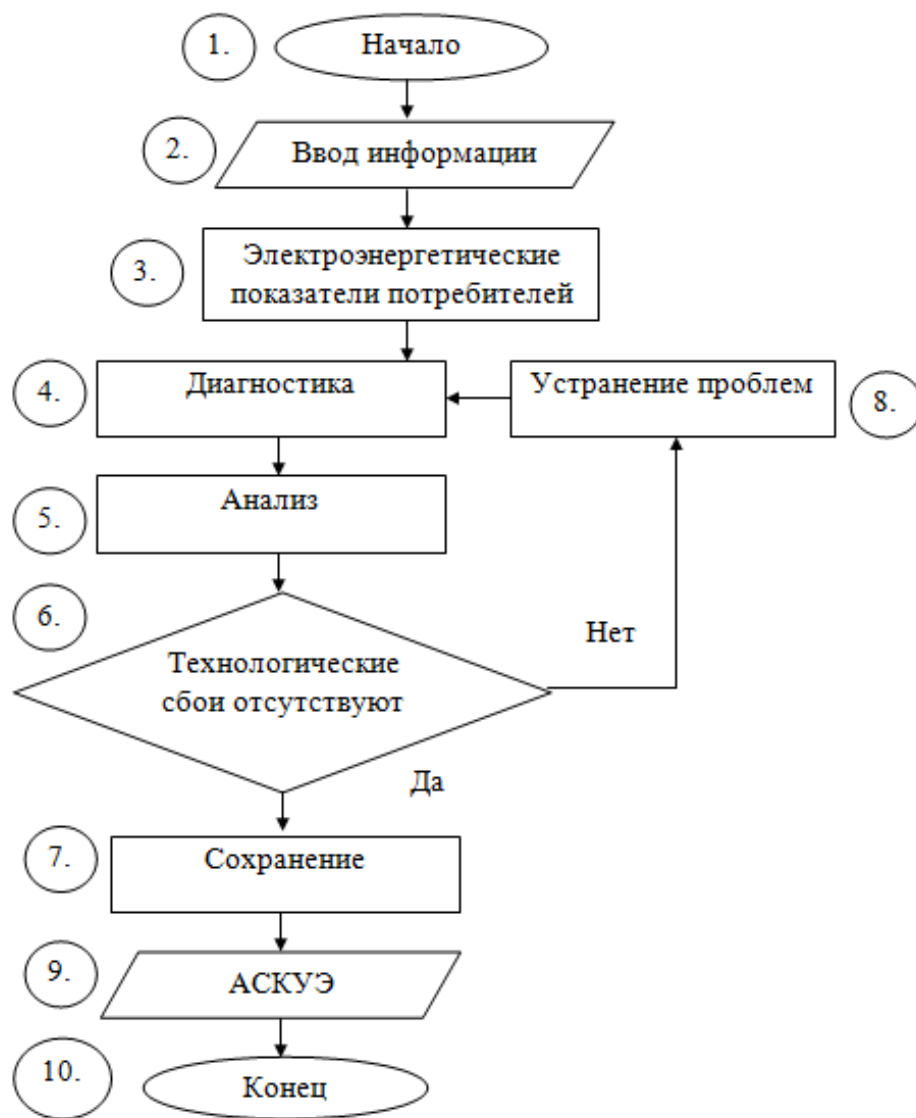 1.
Начало
2.
Ввод информации
3.
Электроэнергетические
показатели потребителей
4.
Диагностика
Устранение проблем
8.
5.
Анализ
6.
Технологические
сбои отсутствуют
Нет
Да
7.
Сохранение
9.
АСКУЭ
10.
Конец